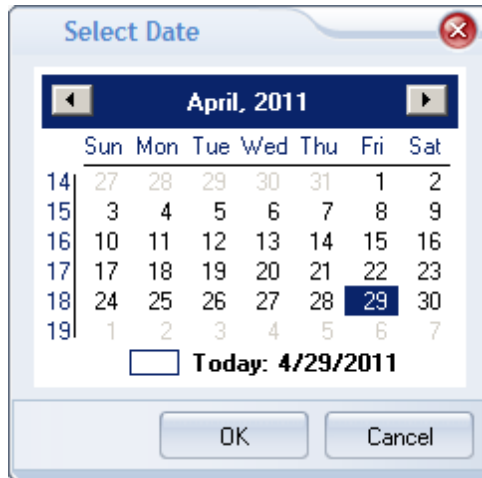 Select Date
April, 2011
Sun Mon Tue Wed Thu Fri Sat
14 27 28 29 30 31 1 2
15 3 4 5 6 7 8 9
16 10 11 12 13 14 15 16
17 17 18 19 20 21 22 23
18 24 25 26 27 28 29 30
19 1 2 3 4 5 6 7
Today: 4/29/2011
OK Cancel